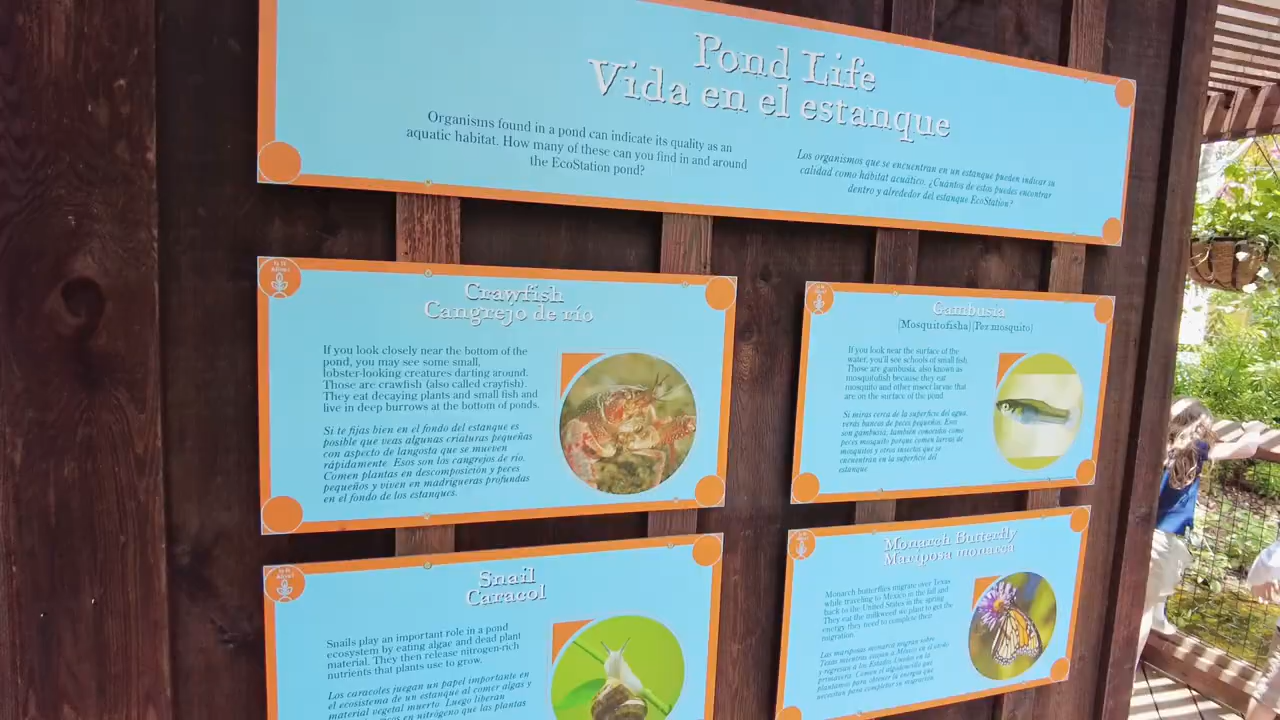 Pond Life
Vida en el estanque
Organisms found in a pond can indicate its quality as an
aquatic habitat. How many of these can you find in and around
the EcoStation pond?
Los organismos que se encuentran en un estanque pueden indicar su
calidad como hábitat acuático. ¿Cuántos de estos puedes encontrar
dentro y alrededor del estanque EcoStation?
Crawfish
Cangrejo de río
If you look closely near the bottom of the
pond, you may see some small,
lobster-looking creatures darting around.
Those are crawfish (also called crayfish).
They eat decaying plants and small fish and
live in deep burrows at the bottom of ponds.
Si te fijas bien en el fondo del estanque es
posible que veas algunas criaturas pequeñas
con aspecto de langosta que se mueven
rápidamente. Esos son los cangrejos de río.
Comen plantas en descomposición y peces
pequeños y viven en madrigueras profundas
en el fondo de los estanques.
Gambusia
(Mosquitofisha) (Pez mosquito)
If you look near the surface of the
water, you'll see schools of small fish.
Those are gambusia, also known as
mosquitofish because they eat
mosquito and other insect larvae that
are on the surface of the pond.
Si miras cerca de la superficie del agua,
verás bancos de peces pequeños. Esos
son gambusia, también conocidos como
peces mosquito porque comen larvas de
mosquitos y otros insectos que se
encuentran en la superficie del
estanque
Snail
Caracol
Snails play an important role in a pond
ecosystem by eating algae and dead plant
material. They then release nitrogen-rich
nutrients that plants use to grow.
Los caracoles juegan un papel importante en
el ecosistema de un estanque al comer algas y
material vegetal muerto. Luego liberan
en nitrógeno que las plantas
Monarch Butterfly
Mariposa monarca
Monarch butterflies migrate over Texas
while traveling to Mexico in the fall and
back to the United States in the spring.
They eat the milkweed we plant to get the
energy they need to complete their
migration.
Las mariposas monarca migran sobre
Texas mientras viajan a México en el otoño
y regresan a los Estados Unidos en la
primavera. Comen el algodoncillo que
plantamos para obtener la energía que
necesitan para completar su migración.